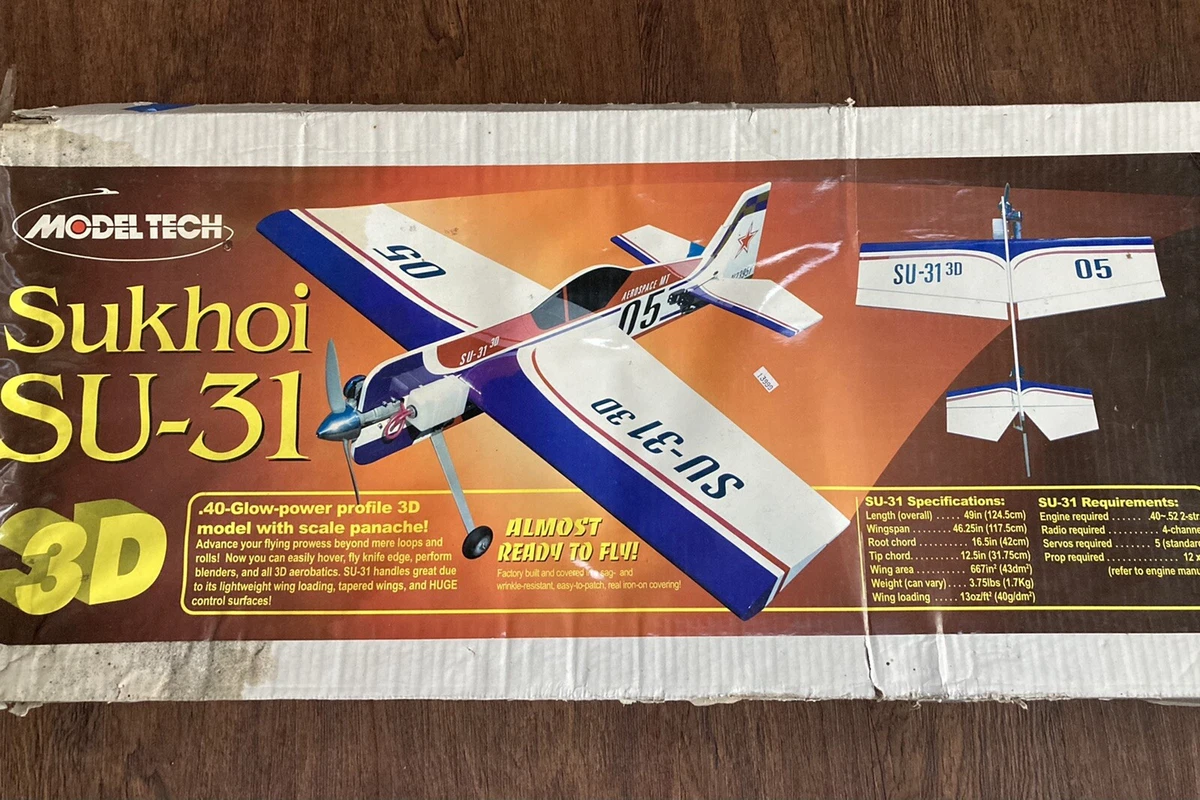 MODEL TECH
Sukhoi
SU-31
3D
.40-Glow-power profile 3D
model with scale panache!
Advance your flying prowess beyond mere loops and
rolls! Now you can easily hover, fly knife edge, perform
blenders, and all 3D aerobatics. SU-31 handles great due
to its lightweight wing loading, tapered wings, and HUGE
control surfaces!
ALMOST
READY TO FLY!
Factory built and covered in a sag- and
wrinkle-resistant, easy-to-patch, real iron-on covering!
05
AEROSPACE MT
05
SU-31 3D
SU-31 3D
SU-31 3D
05
SU-31 Specifications:
Length (overall) .... 49in (124.5cm)
Wingspan ..... 46.25in (117.5cm)
Root chord ..... 16.5in (42cm)
Tip chord ..... 12.5in (31.75cm)
Wing area ..... 667in² (43dm²)
Weight (can vary) .... 3.75lbs (1.7Kg)
Wing loading ..... 13oz/ft² (40g/dm²)
SU-31 Requirements:
Engine required ...... .40~.52 2-str
Radio required ...... 4-channe
Servos required ...... 5 (standar
Prop required ...... 12 x
(refer to engine manu